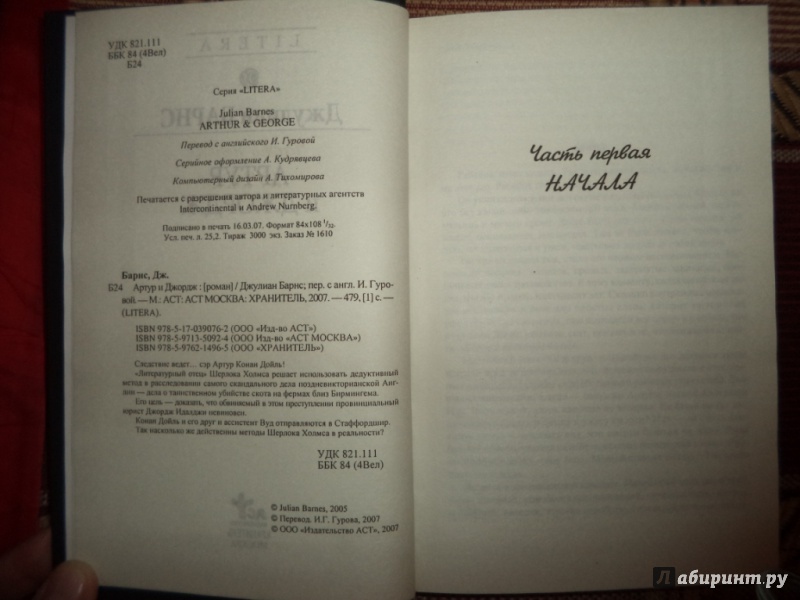 УДК 821.111
ББК 84 (4Вел)
Б24
LITERA
Серия «LITERA»
Julian Barnes
ARTHUR & GEORGE
Перевод с английского И. Гуровой
Серийное оформление А. Кудрявцева
Компьютерный дизайн А. Тихомирова
Печатается с разрешения автора и литературных агентств
Intercontinental и Andrew Nurnberg.
Подписано в печать 16.03.07. Формат 84x108 1/32.
Усл. печ. л. 25,2. Тираж 3000 экз. Заказ № 1610
Барнс, Дж.
Б24 Артур и Джордж : [роман] / Джулиан Барнс; пер. с англ. И. Гуро-
вой. — М.: АСТ: АСТ МОСКВА: ХРАНИТЕЛЬ, 2007. — 479, [1] с. —
(LITERA).
ISBN 978-5-17-039076-2 (ООО «Изд-во АСТ»)
ISBN 978-5-9713-5092-4 (ООО Изд-во «АСТ МОСКВА»)
ISBN 978-5-9762-1496-5 (ООО «ХРАНИТЕЛЬ»)
Следствие ведет... сэр Артур Конан Дойль!
«Литературный отец» Шерлока Холмса решает использовать дедуктивный
метод в расследовании самого скандального дела поздневикторианской Анг-
лии — дела о таинственном убийстве скота на фермах близ Бирмингема.
Его цель — доказать, что обвиняемый в этом преступлении провинциальный
юрист Джордж Идалджи невиновен.
Конан Дойль и его друг и ассистент Вуд отправляются в Стаффордшир.
Так насколько же действенны методы Шерлока Холмса в реальности?
УДК 821.111
ББК 84 (4Вел)
© Julian Barnes, 2005
© Перевод. И.Г. Гурова, 2007
© ООО «Издательство АСТ», 2007
Часть первая
НАЧАЛА
Лабиринт.ру